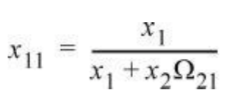 x₁₁ = x₁ / (x₁ + x₂Ω₂₁)